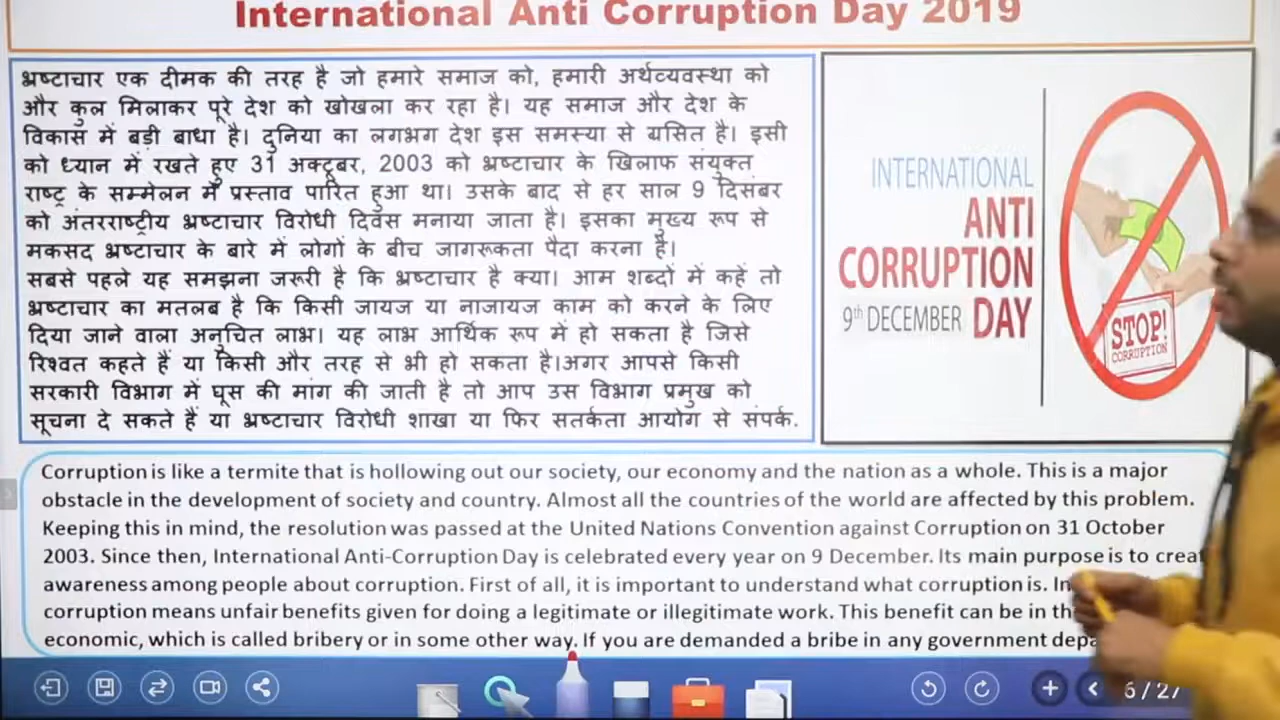 International Anti Corruption Day 2019
भ्रष्टाचार एक दीमक की तरह है जो हमारे समाज को, हमारी अर्थव्यवस्था को
और कुल मिलाकर पूरे देश को खोखला कर रहा है। यह समाज और देश के
विकास में बड़ी बाधा है। दुनिया का लगभग देश इस समस्या से ग्रसित है। इसी
को ध्यान में रखते हुए 31 अक्टूबर, 2003 को भ्रष्टाचार के खिलाफ संयुक्त
राष्ट्र के सम्मेलन में प्रस्ताव पारित हुआ था। उसके बाद से हर साल 9 दिसंबर
को अंतरराष्ट्रीय भ्रष्टाचार विरोधी दिवस मनाया जाता है। इसका मुख्य रूप से
मकसद भ्रष्टाचार के बारे में लोगों के बीच जागरूकता पैदा करना है।
सबसे पहले यह समझना जरूरी है कि भ्रष्टाचार है क्या। आम शब्दों में कहें तो
भ्रष्टाचार का मतलब है कि किसी जायज या नाजायज काम को करने के लिए
दिया जाने वाला अनुचित लाभ। यह लाभ आर्थिक रूप में हो सकता है जिसे
रिश्वत कहते हैं या किसी और तरह से भी हो सकता है।अगर आपसे किसी
सरकारी विभाग में घूस की मांग की जाती है तो आप उस विभाग प्रमुख को
सूचना दे सकते हैं या भ्रष्टाचार विरोधी शाखा या फिर सतर्कता आयोग से संपर्क.
INTERNATIONAL
ANTI
CORRUPTION
9th DECEMBER DAY
STOP!
CORRUPTION
Corruption is like a termite that is hollowing out our society, our economy and the nation as a whole. This is a major
obstacle in the development of society and country. Almost all the countries of the world are affected by this problem.
Keeping this in mind, the resolution was passed at the United Nations Convention against Corruption on 31 October
2003. Since then, International Anti-Corruption Day is celebrated every year on 9 December. Its main purpose is to
awareness among people about corruption. First of all, it is important to understand what corruption is.
corruption means unfair benefits given for doing a legitimate or illegitimate work. This benefit can be in
economic, which is called bribery or in some other way. If you are demanded a bribe in any government
6 / 27